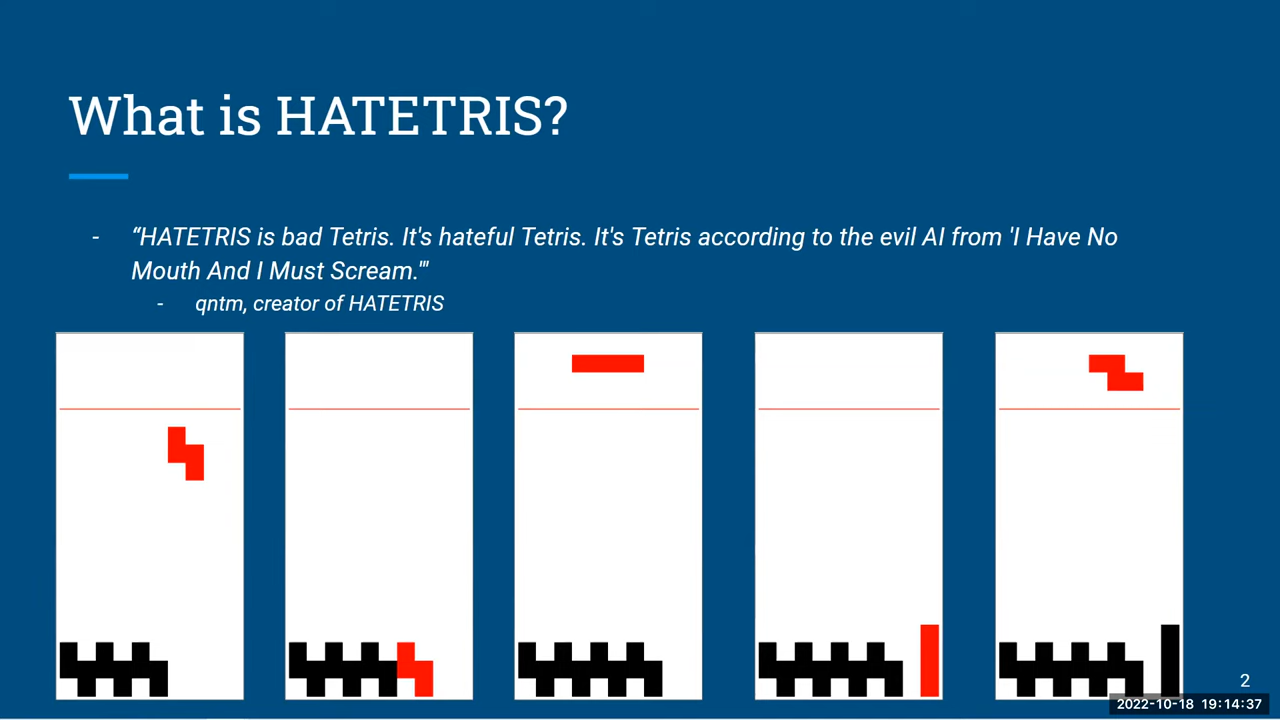 What is HATETRIS?
- “HATETRIS is bad Tetris. It's hateful Tetris. It's Tetris according to the evil AI from 'I Have No
Mouth And I Must Scream.'"
- qntm, creator of HATETRIS
2
2022-10-18 19:14:37